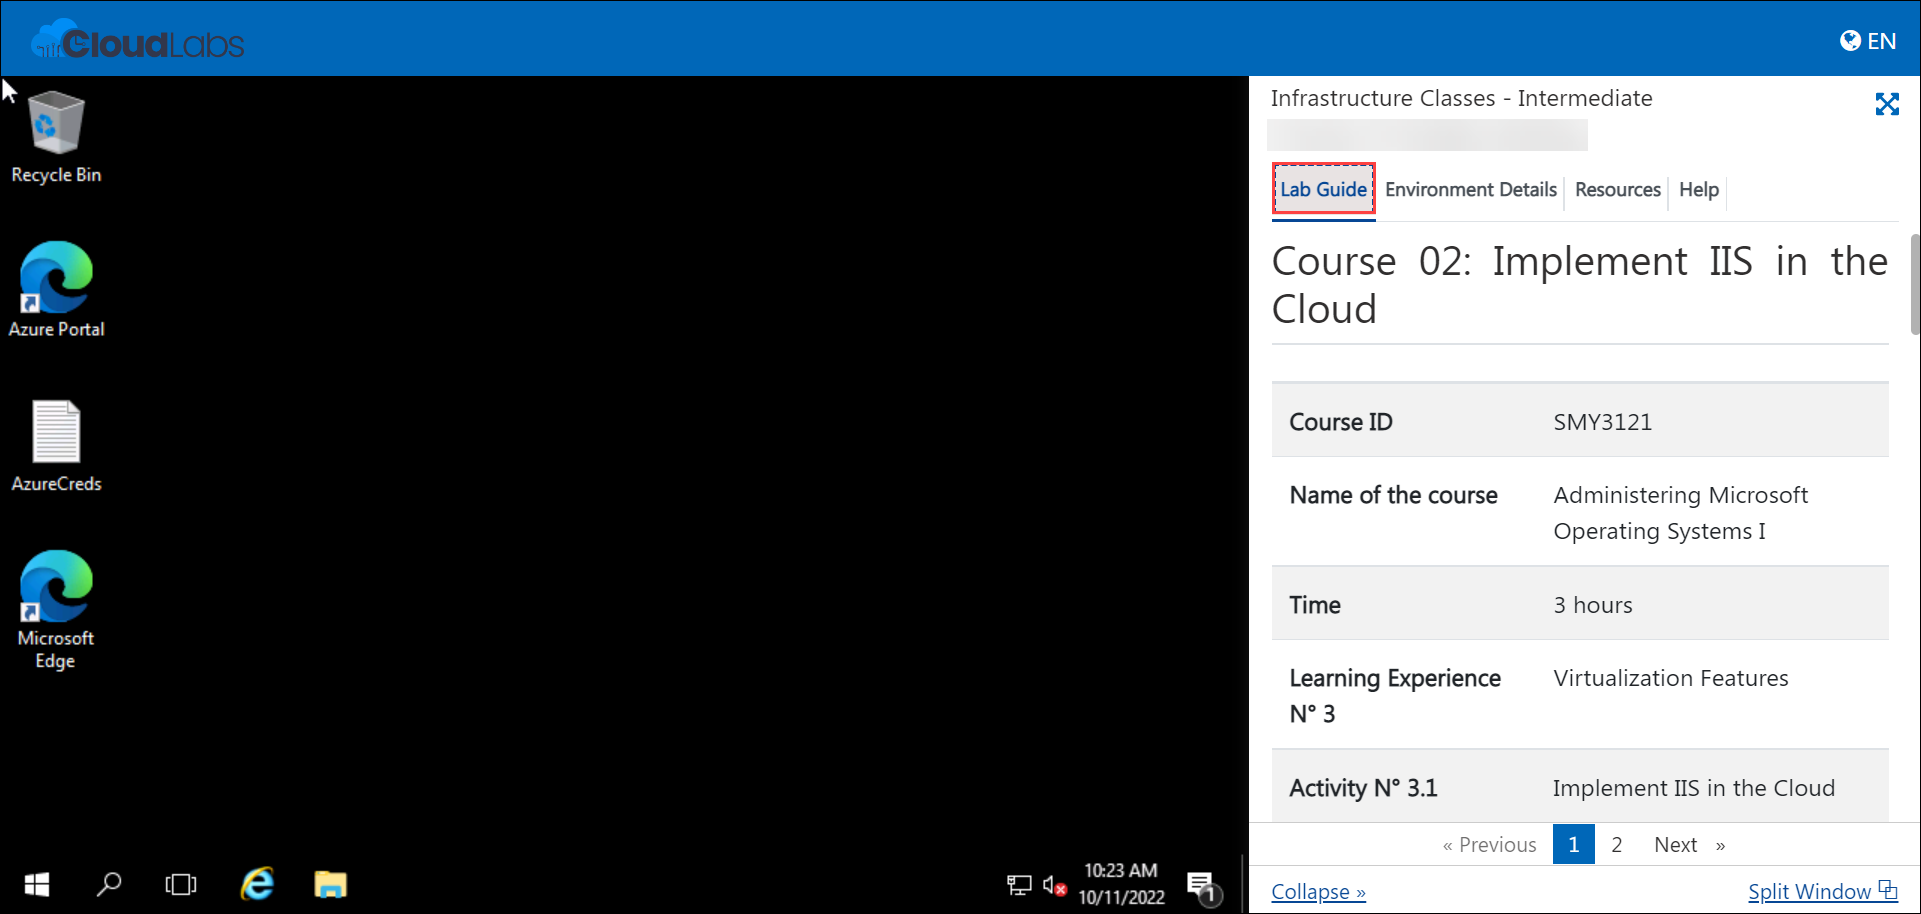 CloudLabs
EN
Recycle Bin
Azure Portal
AzureCreds
Microsoft
Edge
10:23 AM
10/11/2022
1
Infrastructure Classes - Intermediate
Lab Guide
Environment Details
Resources
Help
Course 02: Implement IIS in the
Cloud
Course ID SMY3121
Name of the course Administering Microsoft
Operating Systems I
Time 3 hours
Learning Experience Virtualization Features
N° 3
Activity N° 3.1 Implement IIS in the Cloud
« Previous 1 2 Next »
Collapse »
Split Window